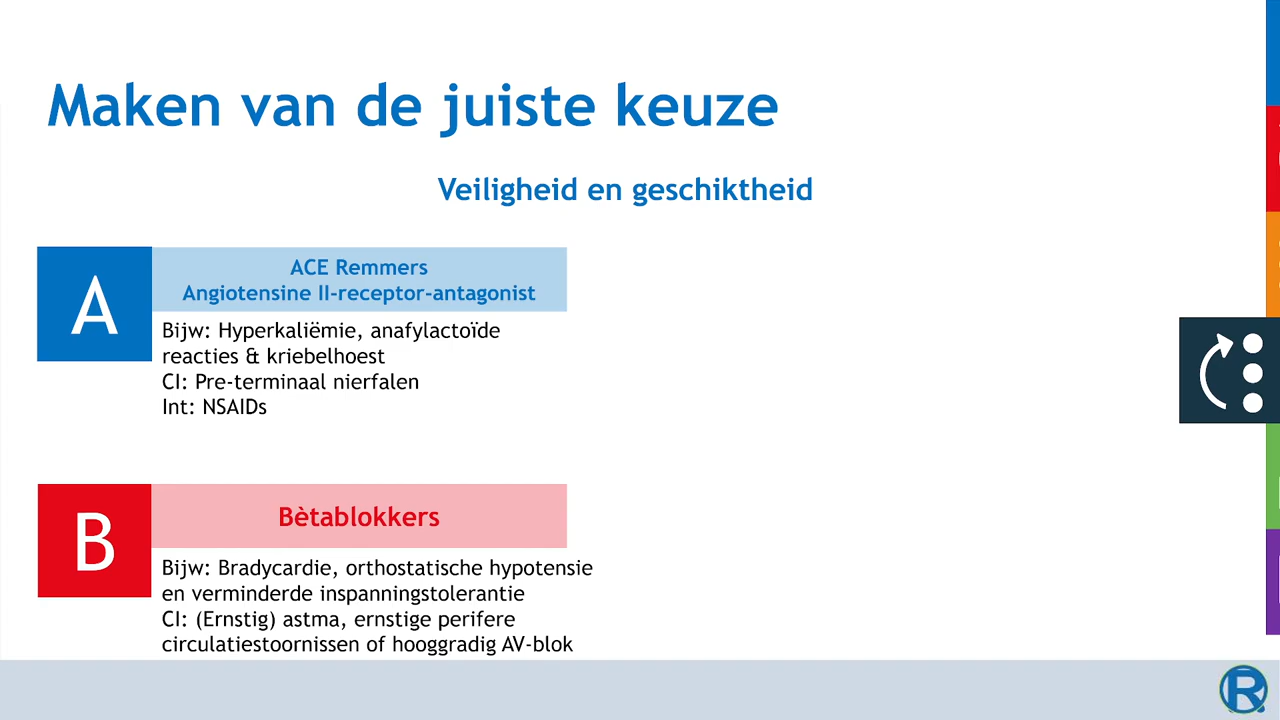 Maken van de juiste keuze
Veiligheid en geschiktheid
A
ACE Remmers
Angiotensine II-receptor-antagonist
Bijw: Hyperkaliëmie, anafylactoïde
reacties & kriebelhoest
CI: Pre-terminaal nierfalen
Int: NSAIDs
B
Bètablokkers
Bijw: Bradycardie, orthostatische hypotensie
en verminderde inspanningstolerantie
CI: (Ernstig) astma, ernstige perifere
circulatiestoornissen of hooggradig AV-blok
R